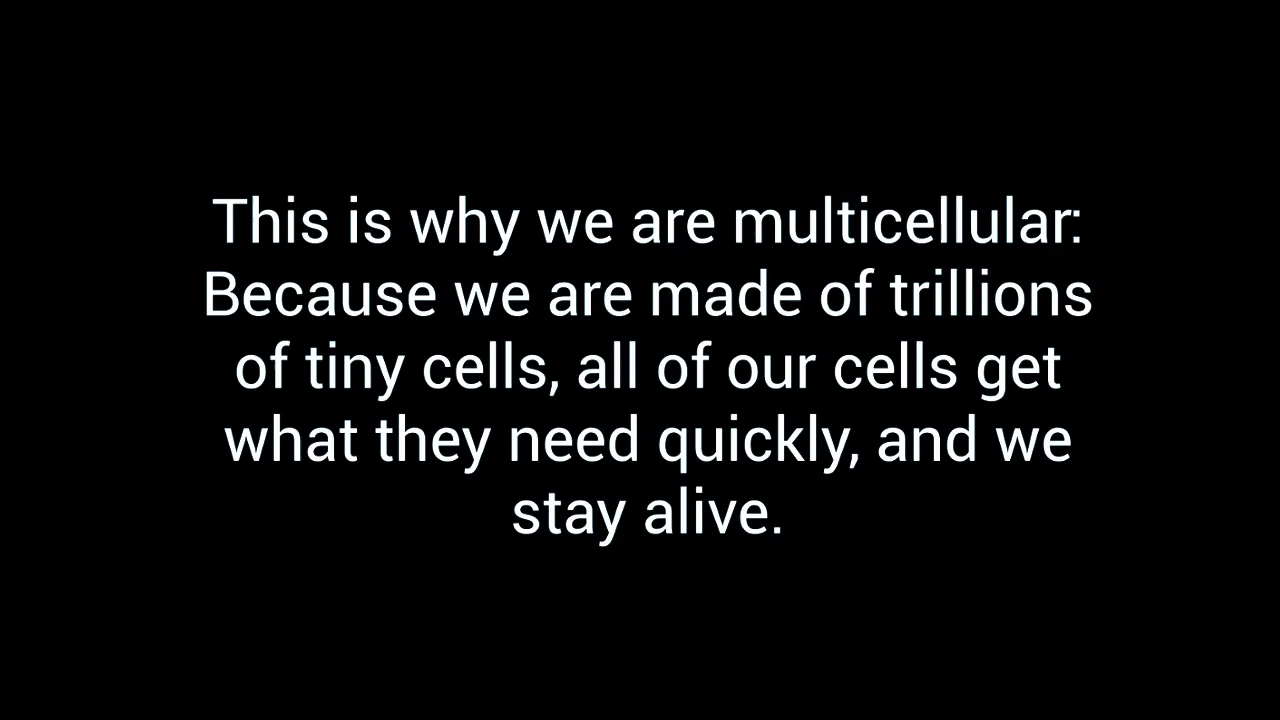 This is why we are multicellular:
Because we are made of trillions
of tiny cells, all of our cells get
what they need quickly, and we
stay alive.